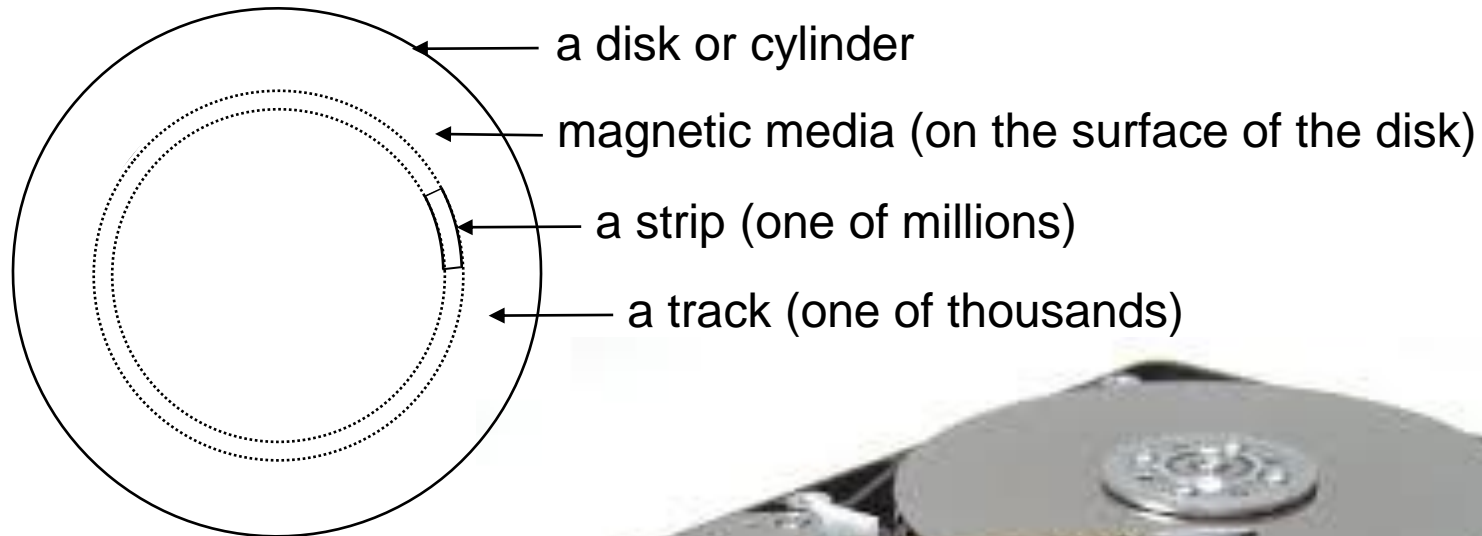 a disk or cylinder
magnetic media (on the surface of the disk)
a strip (one of millions)
a track (one of thousands)